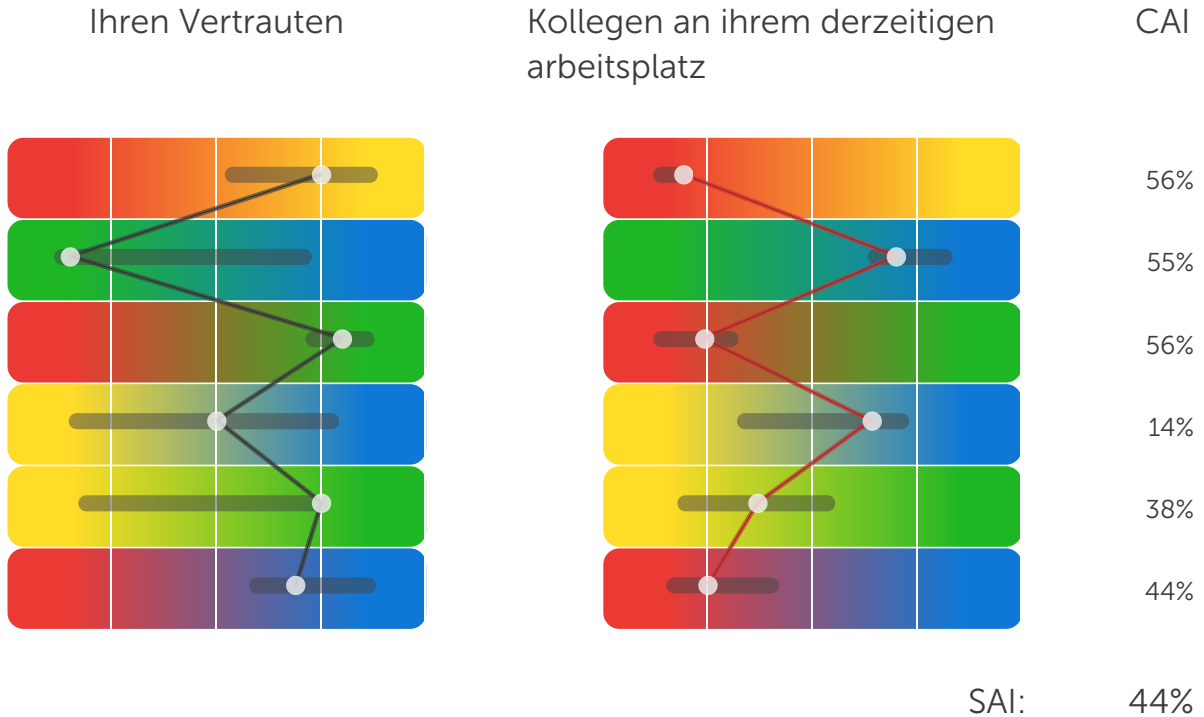 Ihren Vertrauten
Kollegen an ihrem derzeitigen
arbeitsplatz
CAI
56%
55%
56%
14%
38%
44%
SAI: 44%